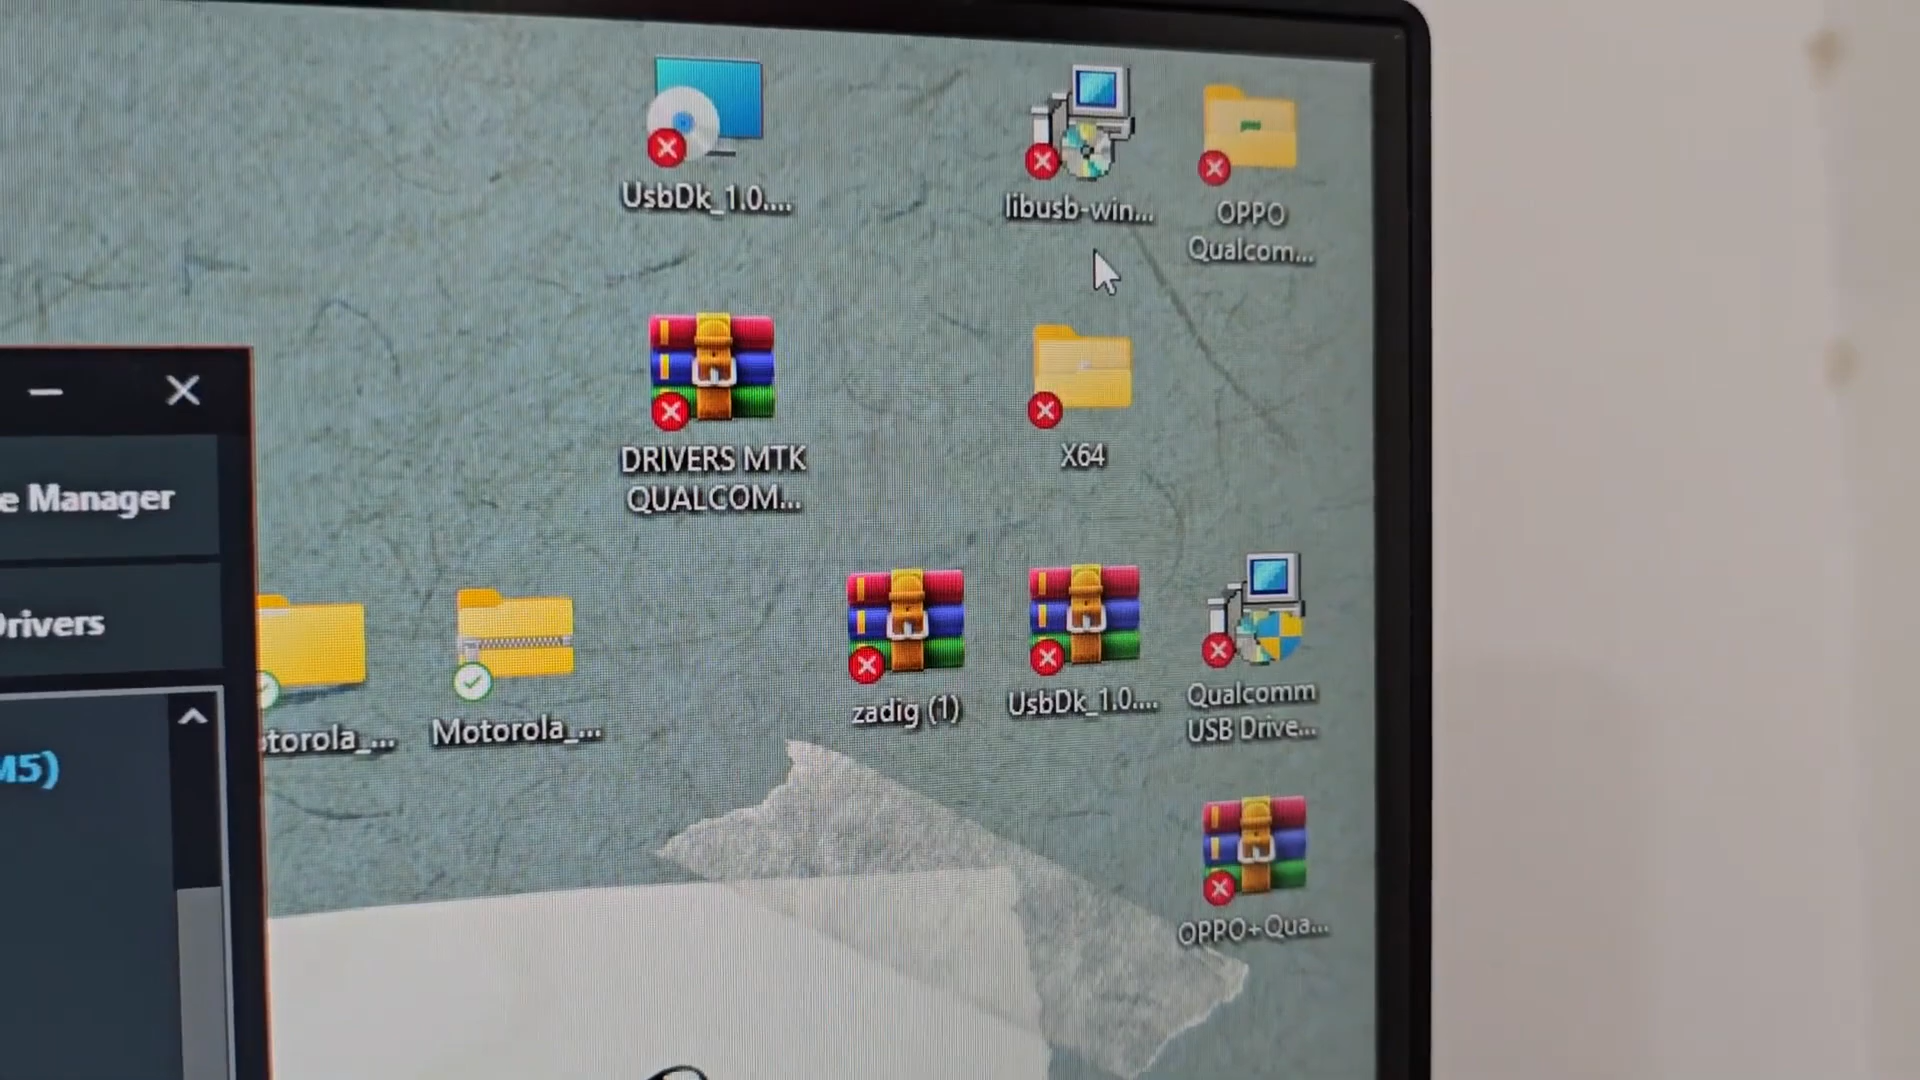 UsbDk_1.0....
libusb-win...
OPPO
Qualcom...
DRIVERS MTK
QUALCOM...
X64
e Manager
Drivers
M5)
torola_...
Motorola_...
zadig (1)
UsbDk_1.0....
Qualcomm
USB Drive...
OPPO+Qua...